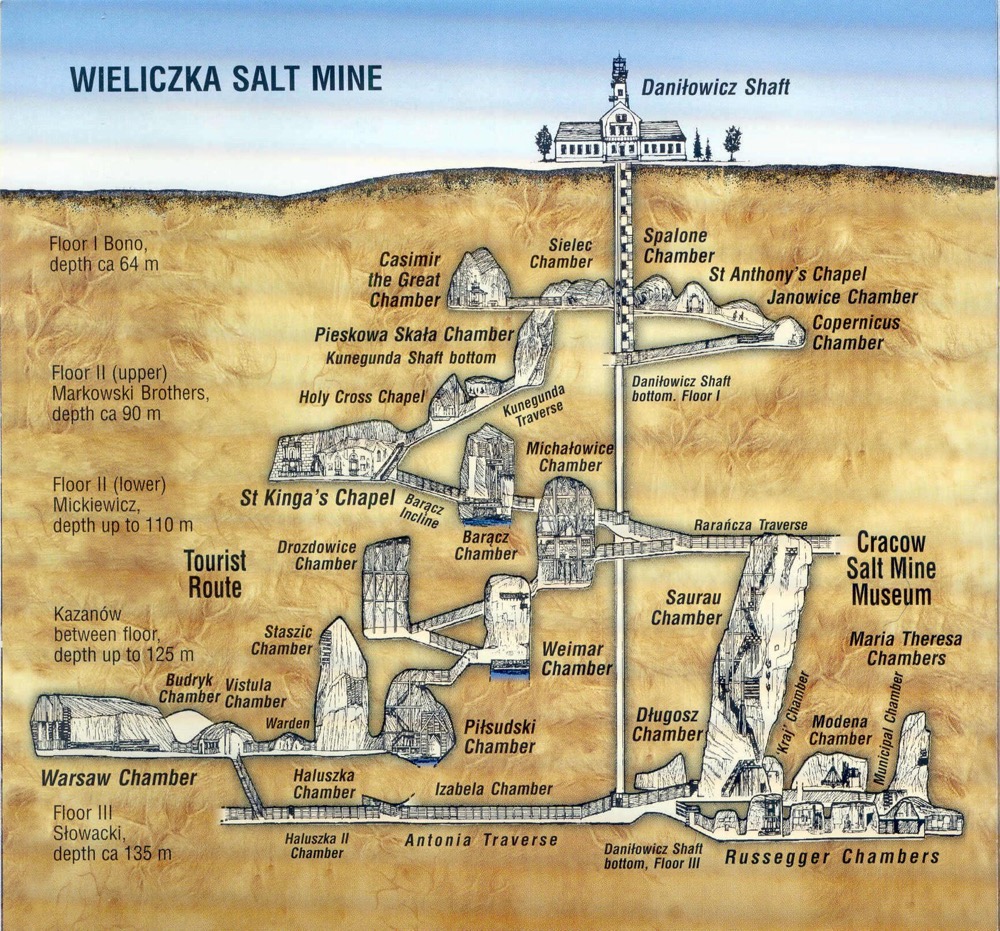 WIELICZKA SALT MINE
Daniłowicz Shaft
Floor I Bono,
depth ca 64 m
Casimir
the Great
Chamber
Sielec
Chamber
Spalone
Chamber
St Anthony's Chapel
Janowice Chamber
Copernicus
Chamber
Pieskowa Skała Chamber
Kunegunda Shaft bottom
Floor II (upper)
Markowski Brothers,
depth ca 90 m
Holy Cross Chapel
Kunegunda
Traverse
Daniłowicz Shaft
bottom. Floor I
Michałowice
Chamber
Floor II (lower)
Mickiewicz,
depth up to 110 m
St Kinga's Chapel
Barącz
Incline
Barącz
Chamber
Rarańcza Traverse
Cracow
Salt Mine
Museum
Drozdowice
Chamber
Tourist
Route
Saurau
Chamber
Kazanów
between floor,
depth up to 125 m
Staszic
Chamber
Weimar
Chamber
Maria Theresa
Chambers
Budryk
Chamber
Vistula
Chamber
Warden
Piłsudski
Chamber
Długosz
Chamber
'Kraj' Chamber
Modena
Chamber
Municipal Chamber
Warsaw Chamber
Haluszka
Chamber
Izabela Chamber
Floor III
Słowacki,
depth ca 135 m
Haluszka II
Chamber
Antonia Traverse
Daniłowicz Shaft
bottom, Floor III
Russegger Chambers